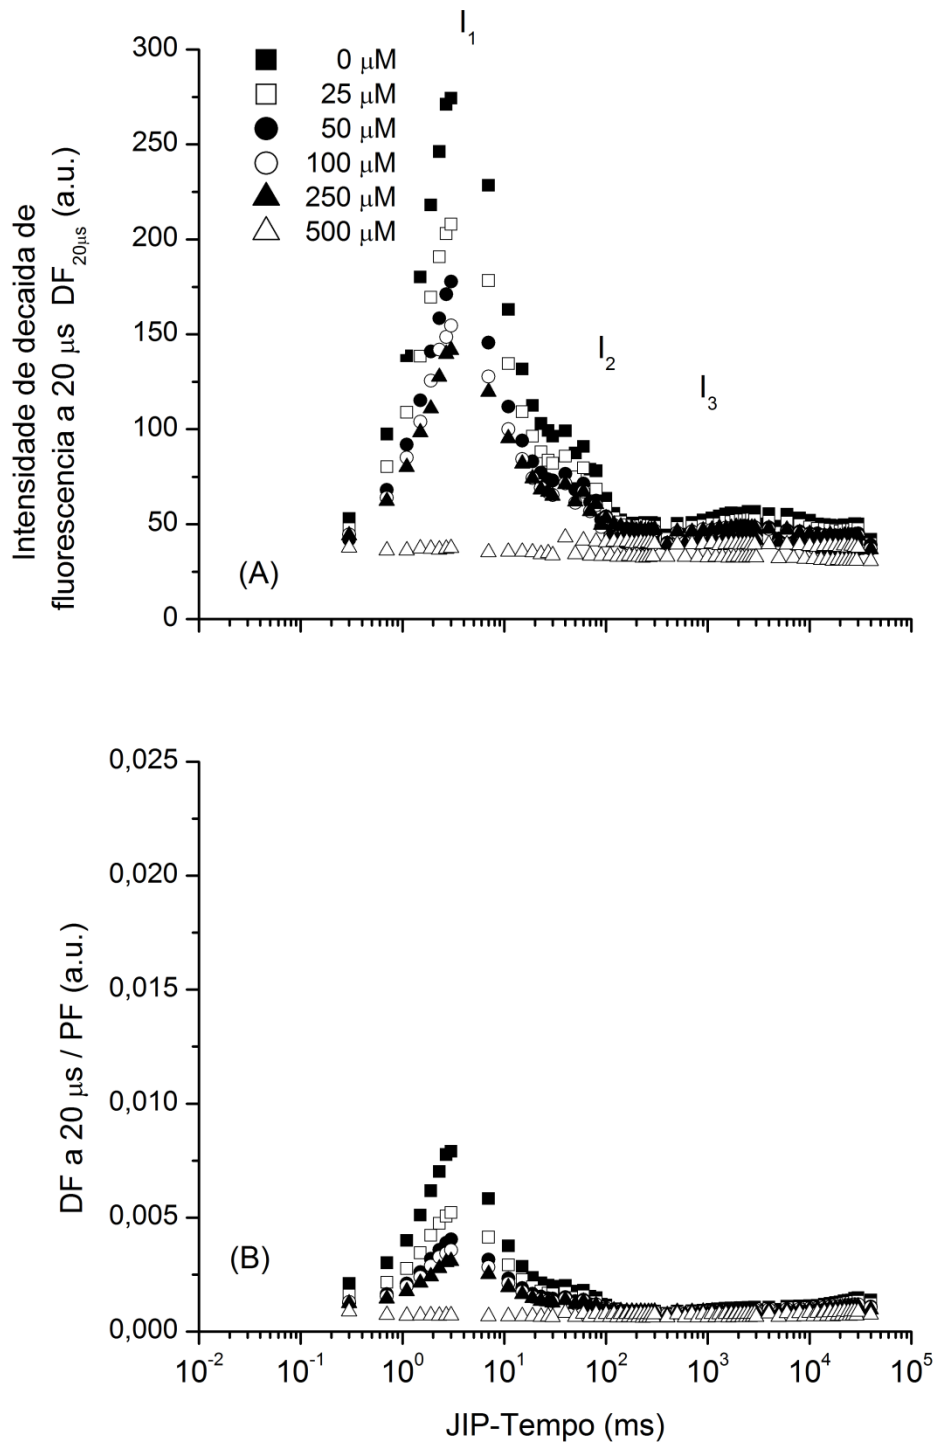 I1
300
0 μM
25 μM
50 μM
100 μM
250 μM
500 μM
250
200
150
100
50
0
I2
I3
Intensidade de decaida de
fluorescencia a 20 μs DF20μs (a.u.)
(A)
0,025
0,020
0,015
0,010
0,005
0,000
DF a 20 μs / PF (a.u.)
(B)
10-2 10-1 100 101 102 103 104 105
JIP-Tempo (ms)